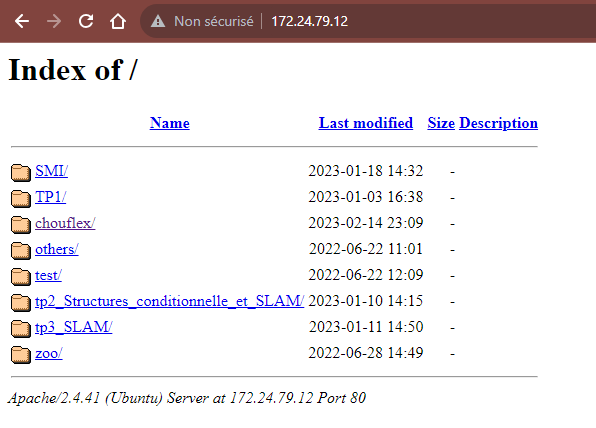 Non sécurisé | 172.24.79.12
Index of /
Name Last modified Size Description
SMI/ 2023-01-18 14:32 -
TP1/ 2023-01-03 16:38 -
chouflex/ 2023-02-14 23:09 -
others/ 2022-06-22 11:01 -
test/ 2022-06-22 12:09 -
tp2_Structures_conditionnelle_et_SLAM/ 2023-01-10 14:15 -
tp3_SLAM/ 2023-01-11 14:50 -
zoo/ 2022-06-28 14:49 -
Apache/2.4.41 (Ubuntu) Server at 172.24.79.12 Port 80